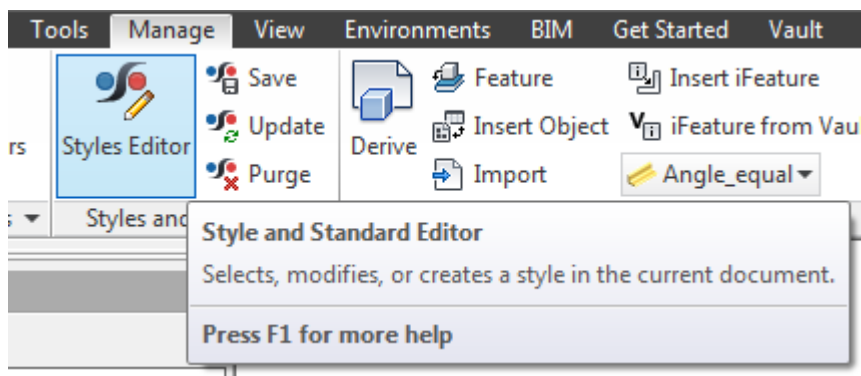 Tools Manage View Environments BIM Get Started Vault
Save Feature Insert iFeature
Styles Editor Update Derive Insert Object iFeature from Vau
rs Purge Import Angle_equal
Styles and
Style and Standard Editor
Selects, modifies, or creates a style in the current document.
Press F1 for more help